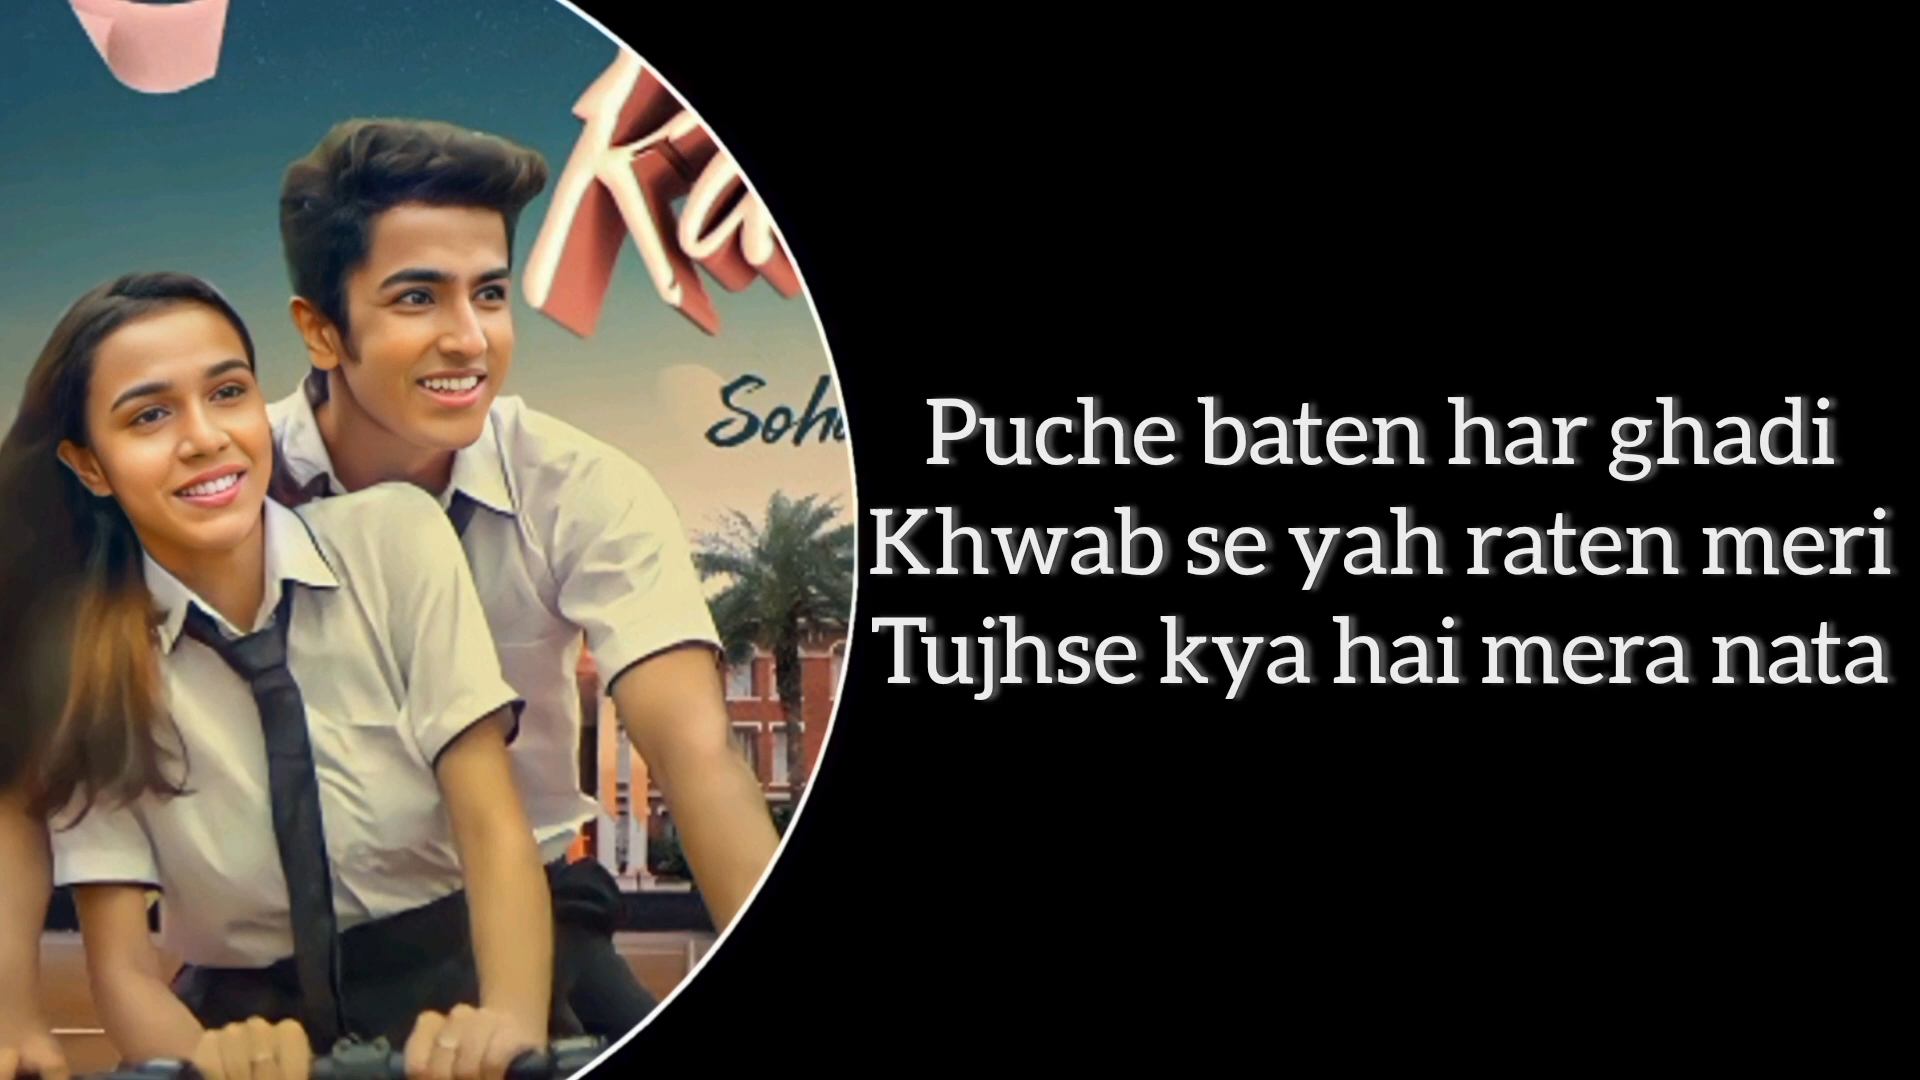 Puche baten har ghadi
Khwab se yah raten meri
Tujhse kya hai mera nata